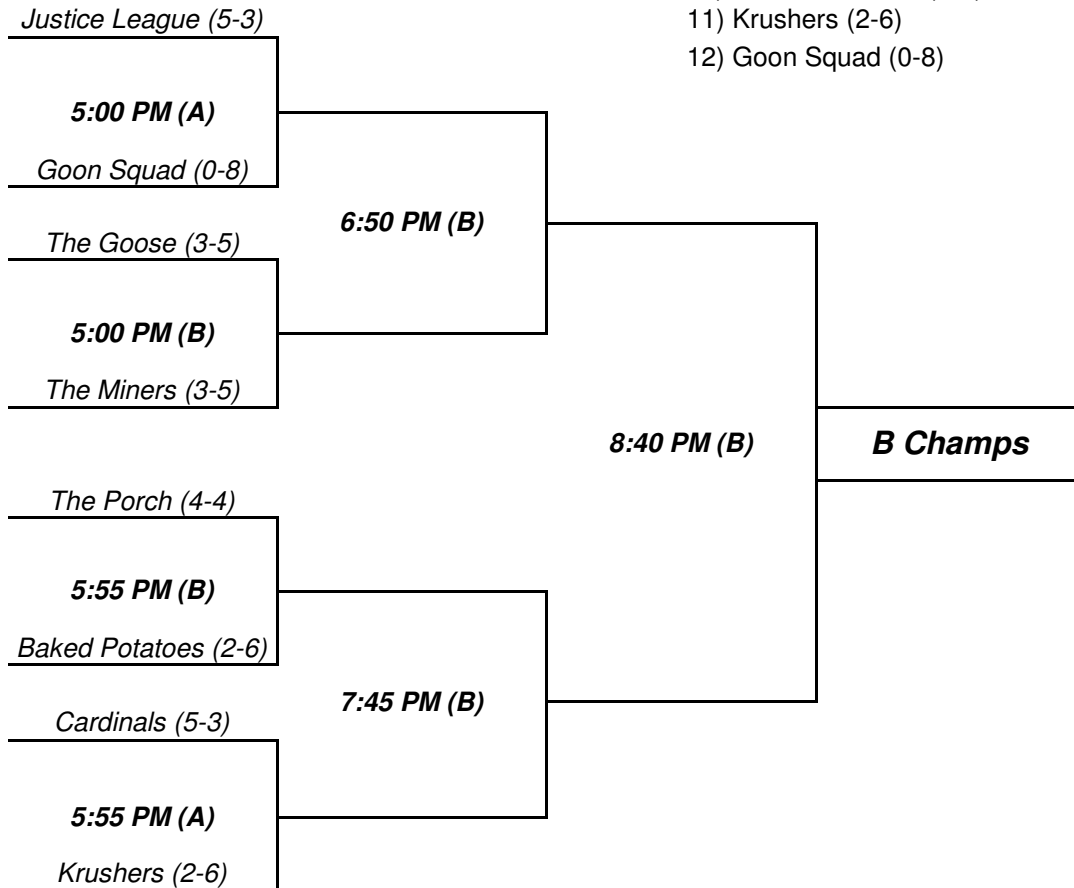 Justice League (5-3)
11) Krushers (2-6)
12) Goon Squad (0-8)
5:00 PM (A)
Goon Squad (0-8)
6:50 PM (B)
The Goose (3-5)
5:00 PM (B)
The Miners (3-5)
8:40 PM (B)
B Champs
The Porch (4-4)
5:55 PM (B)
Baked Potatoes (2-6)
7:45 PM (B)
Cardinals (5-3)
5:55 PM (A)
Krushers (2-6)